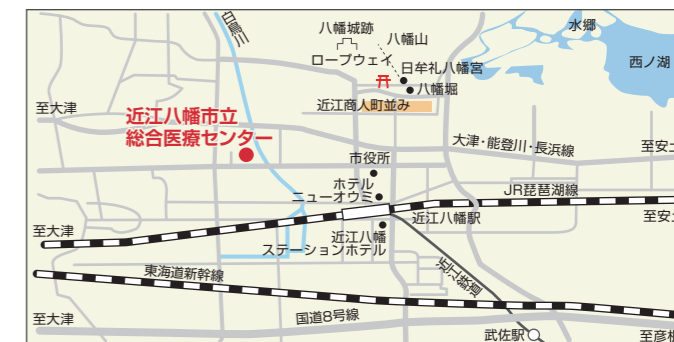 白鳥川
八幡城跡
八幡山
ロープウェイ
日牟礼八幡宮
八幡堀
水郷
西ノ湖
近江商人町並み
至大津
近江八幡市立
総合医療センター
大津・能登川・長浜線
至安土
市役所
ホテル
ニューオウミ
JR琵琶湖線
近江八幡駅
至安土
至大津
近江八幡
ステーションホテル
近江鉄道
東海道新幹線
至大津
国道8号線
武佐駅
至彦根